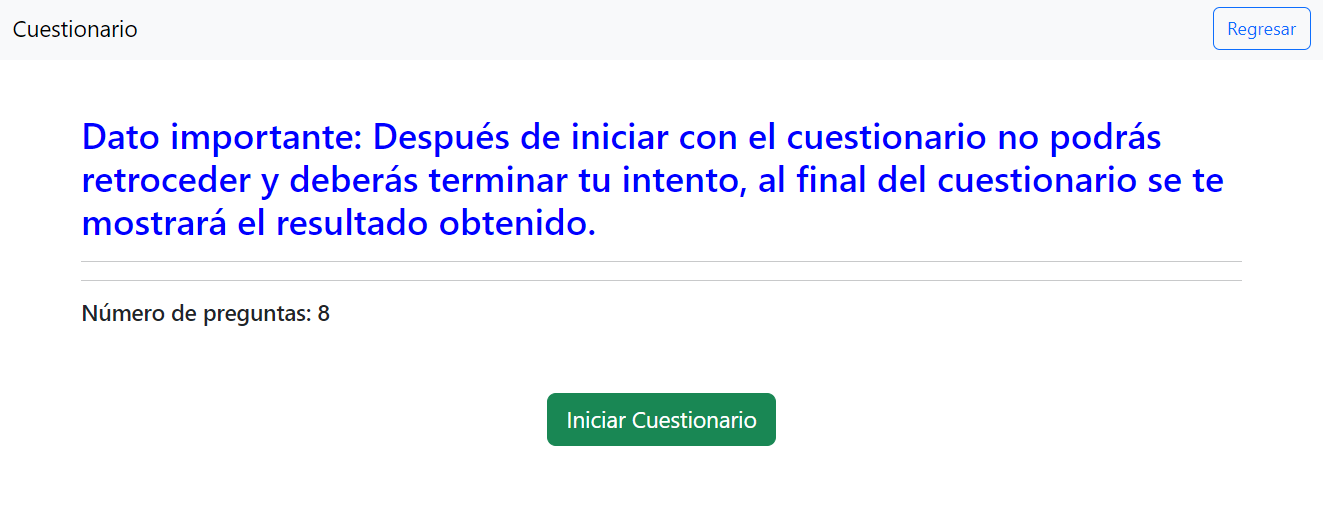 Cuestionario
Regresar
Dato importante: Después de iniciar con el cuestionario no podrás
retroceder y deberás terminar tu intento, al final del cuestionario se te
mostrará el resultado obtenido.
Número de preguntas: 8
Iniciar Cuestionario